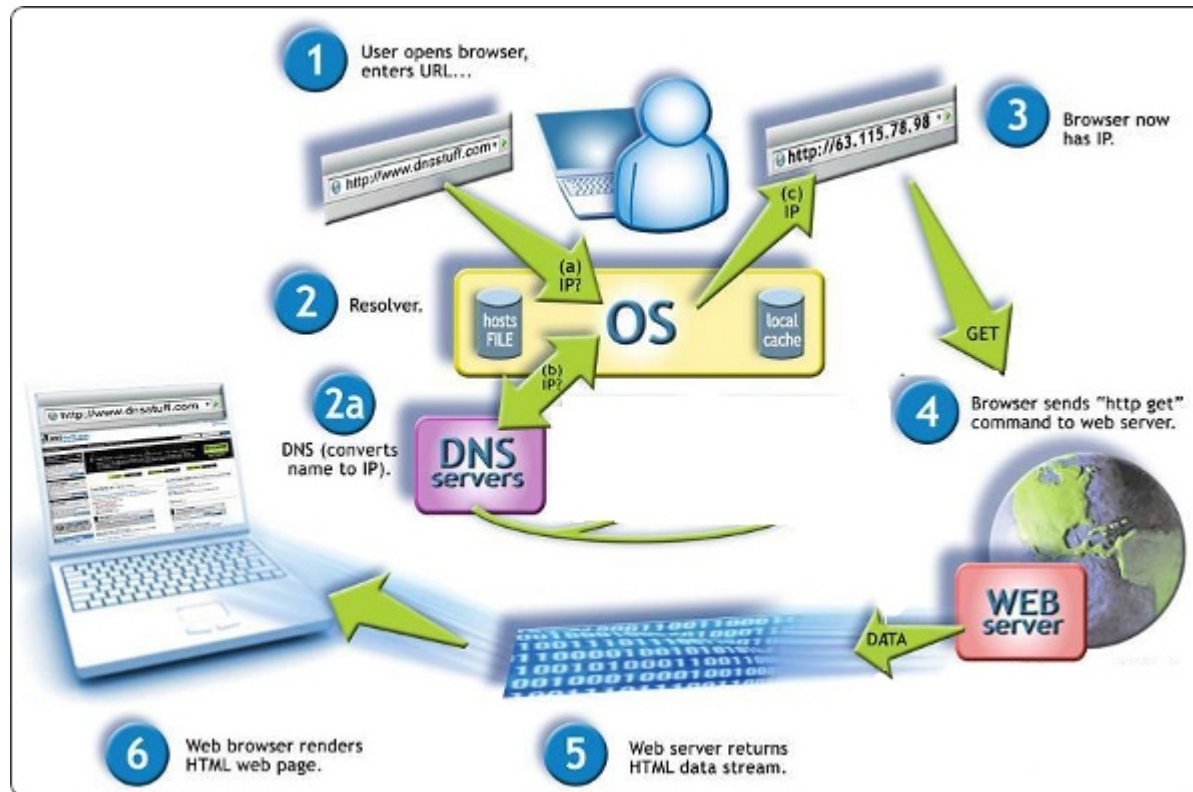 1
User opens browser,
enters URL...
http://www.dnsstuff.com
http://63.115.78.98
3
Browser now
has IP.
(a)
IP?
(c)
IP
2
Resolver.
hosts
FILE
OS
local
cache
GET
(b)
IP?
2a
DNS (converts
name to IP).
DNS
servers
4
Browser sends “http get”
command to web server.
http://www.dnsstuff.com
WEB
server
DATA
6
Web browser renders
HTML web page.
5
Web server returns
HTML data stream.